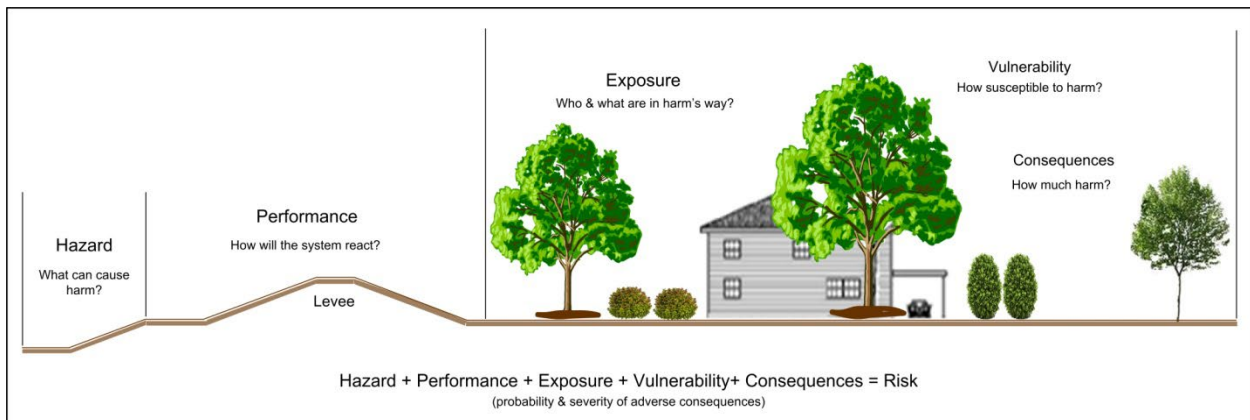 Hazard
What can cause
harm?
Performance
How will the system react?
Levee
Exposure
Who & what are in harm's way?
Vulnerability
How susceptible to harm?
Consequences
How much harm?
Hazard + Performance + Exposure + Vulnerability+ Consequences = Risk
(probability & severity of adverse consequences)